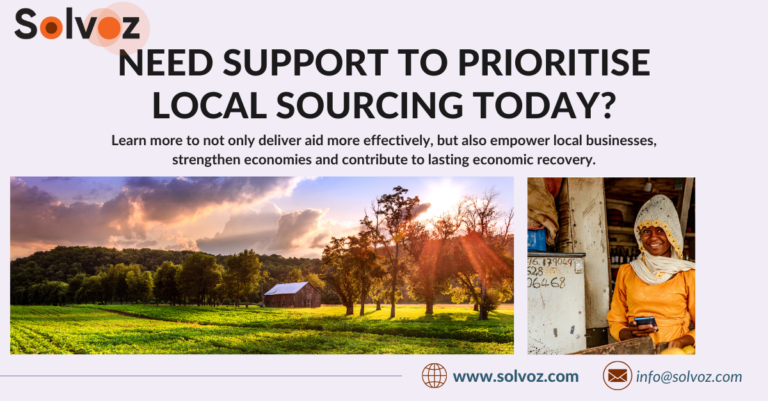 Solvoz
NEED SUPPORT TO PRIORITISE
LOCAL SOURCING TODAY?
Learn more to not only deliver aid more effectively, but also empower local businesses,
strengthen economies and contribute to lasting economic recovery.
06468
www.solvoz.com
info@solvoz.com